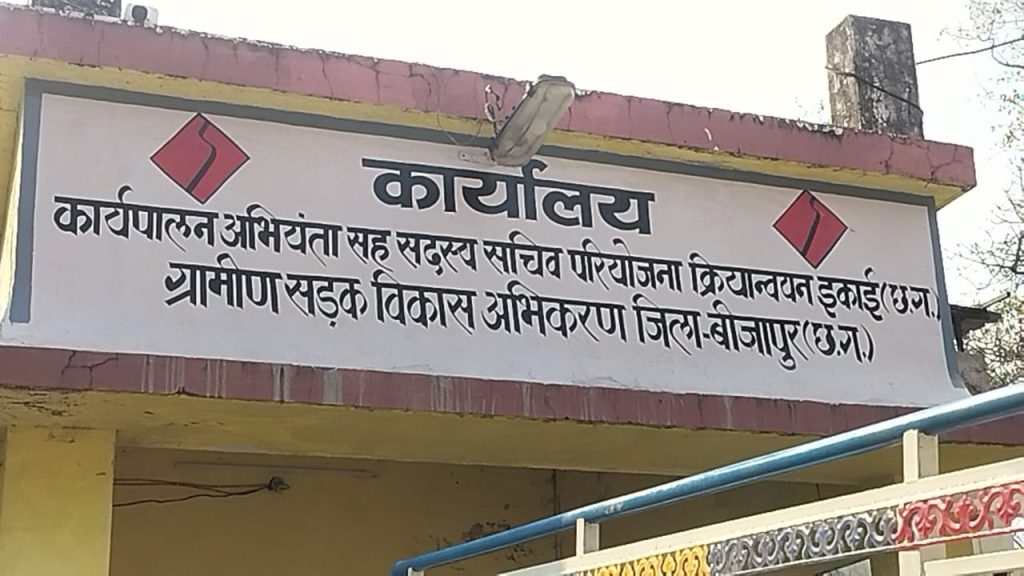 कार्यालय
कार्यपालन अभियंता सह सदस्य सचिव परियोजना क्रियान्वयन इकाई(छ.ग.)
ग्रामीण सड़क विकास अभिकरण जिला-बीजापुर(छ.ग.)